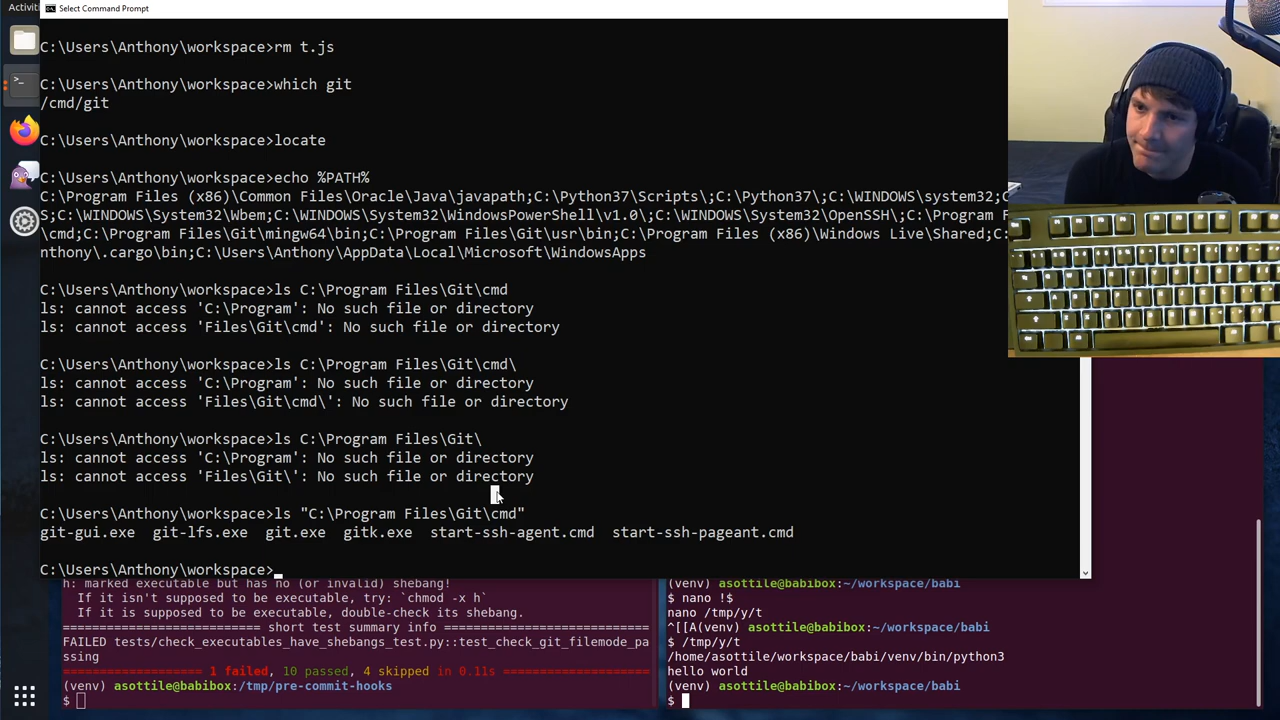 Activiti
Select Command Prompt
C:\Users\Anthony\workspace>rm t.js
C:\Users\Anthony\workspace>which git
/cmd/git
C:\Users\Anthony\workspace>locate
C:\Users\Anthony\workspace>echo %PATH%
C:\Program Files (x86)\Common Files\Oracle\Java\javapath;C:\Python37\Scripts\;C:\Python37\;C:\WINDOWS\system32;C
S;C:\WINDOWS\System32\Wbem;C:\WINDOWS\System32\WindowsPowerShell\v1.0\;C:\WINDOWS\System32\OpenSSH\;C:\Program F
\cmd;C:\Program Files\Git\mingw64\bin;C:\Program Files\Git\usr\bin;C:\Program Files (x86)\Windows Live\Shared;C:
nthony\.cargo\bin;C:\Users\Anthony\AppData\Local\Microsoft\WindowsApps
C:\Users\Anthony\workspace>ls C:\Program Files\Git\cmd
ls: cannot access 'C:\Program': No such file or directory
ls: cannot access 'Files\Git\cmd': No such file or directory
C:\Users\Anthony\workspace>ls C:\Program Files\Git\cmd\
ls: cannot access 'C:\Program': No such file or directory
ls: cannot access 'Files\Git\cmd\': No such file or directory
C:\Users\Anthony\workspace>ls C:\Program Files\Git\
ls: cannot access 'C:\Program': No such file or directory
ls: cannot access 'Files\Git\': No such file or directory
C:\Users\Anthony\workspace>ls "C:\Program Files\Git\cmd"
git-gui.exe  git-lfs.exe  git.exe  gitk.exe  start-ssh-agent.cmd  start-ssh-pageant.cmd
C:\Users\Anthony\workspace>
h: marked executable but has no (or invalid) shebang!
If it isn't supposed to be executable, try: `chmod -x h`
If it is supposed to be executable, double-check its shebang.
========================== short test summary info ==========================
FAILED tests/check_executables_have_shebangs_test.py::test_check_git_filemode_pa
ssing
================== 1 failed, 10 passed, 4 skipped in 0.11s ===================
(venv) asottile@babibox:/tmp/pre-commit-hooks
$
(venv) asottile@babibox:~/workspace/babi
$ nano !$
nano /tmp/y/t
^[[A(venv) asottile@babibox:~/workspace/babi
$ /tmp/y/t
/home/asottile/workspace/babi/venv/bin/python3
hello world
(venv) asottile@babibox:~/workspace/babi
$